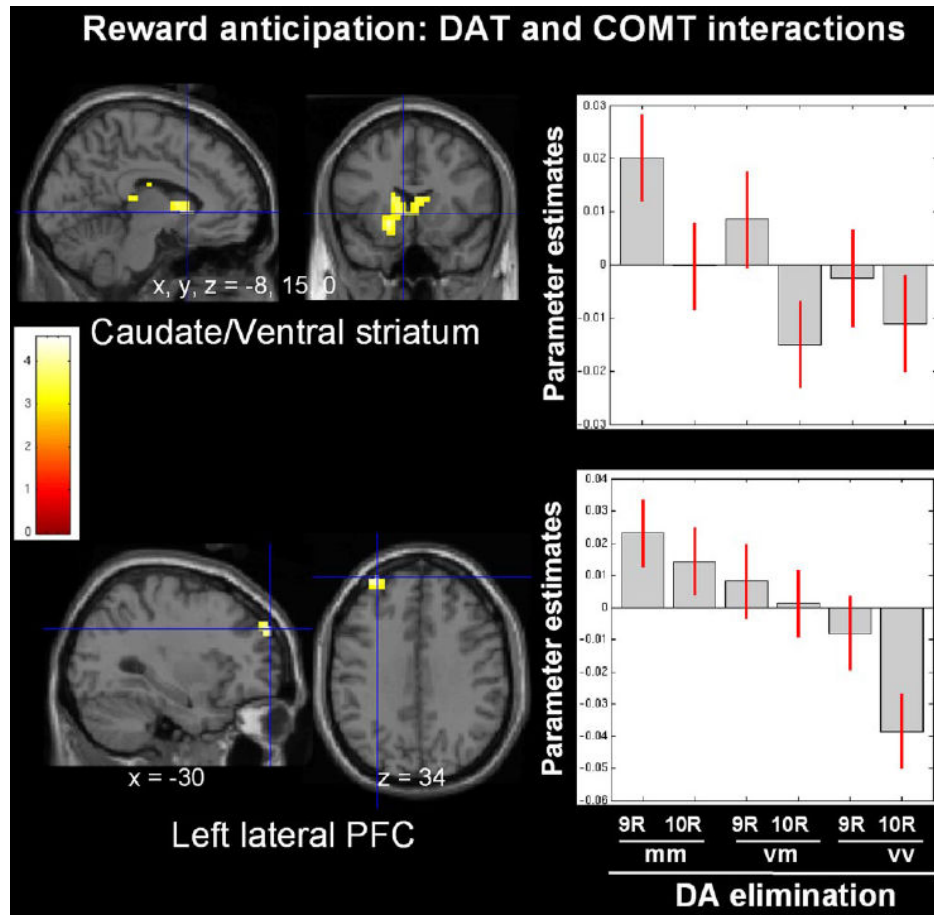 Reward anticipation: DAT and COMT interactions
x, y, z = -8, 15, 0
Caudate/Ventral striatum
4
3
2
1
0
Parameter estimates
0.03
0.02
0.01
0
-0.01
-0.02
-0.03
x = -30
z = 34
Left lateral PFC
Parameter estimates
0.04
0.03
0.02
0.01
0
-0.01
-0.02
-0.03
-0.04
-0.05
-0.06
9R 10R 9R 10R 9R 10R
mm vm vv
DA elimination